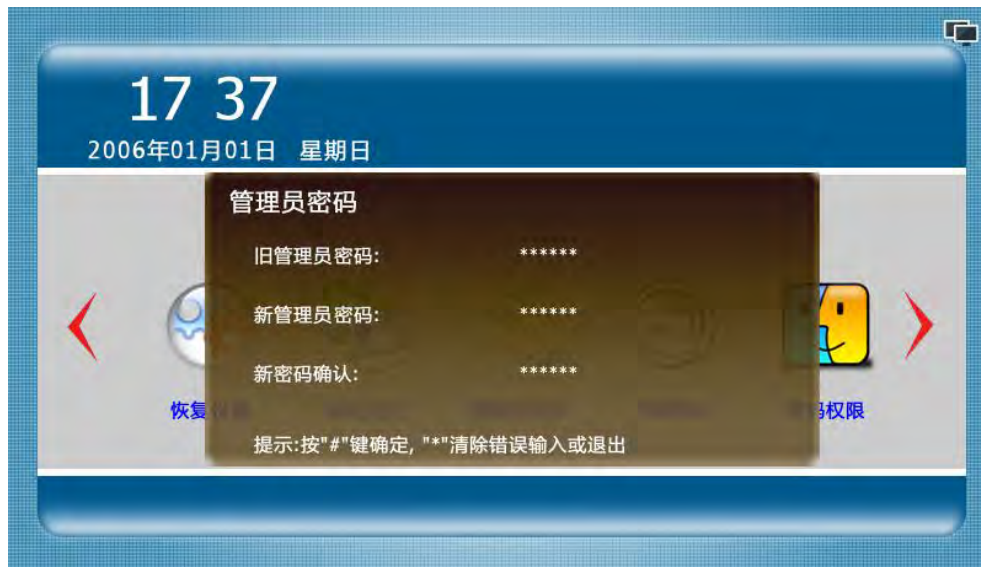 17 37
2006年01月01日 星期日
管理员密码
旧管理员密码: ******
新管理员密码: ******
新密码确认: ******
恢复
码权限
提示:按"#"键确定, "*"清除错误输入或退出